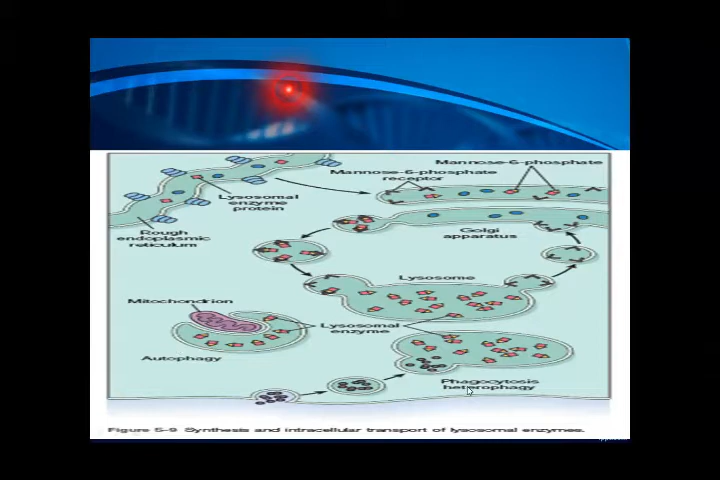 Mannose-6-phosphate
Mannose-6-phosphate
receptor
Lysosomal
enzyme
protein
Rough
endoplasmic
reticulum
Golgi
apparatus
Lysosome
Mitochondrion
Lysosomal
enzyme
Autophagy
Phagocytosis
heterophagy
Figure 5-9 Synthesis and intracellular transport of lysosomal enzymes.